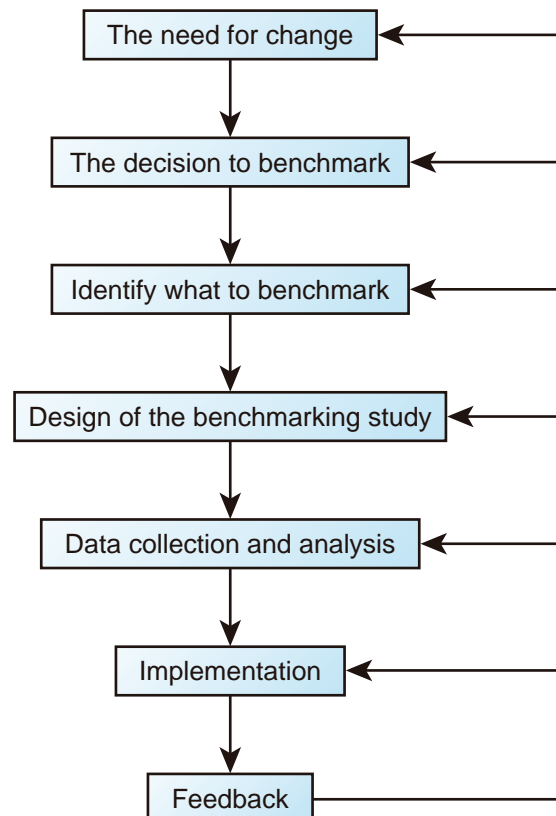 The need for change
The decision to benchmark
Identify what to benchmark
Design of the benchmarking study
Data collection and analysis
Implementation
Feedback